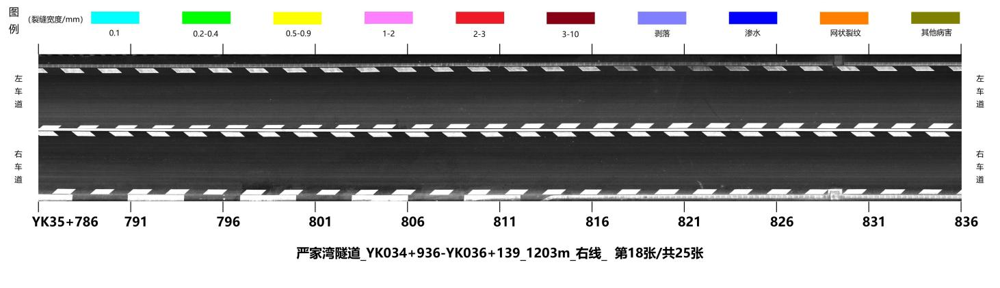 图例
(裂缝宽度/mm)
0.1 0.2-0.4 0.5-0.9 1-2 2-3 3-10 剥落 渗水 网状裂纹 其他病害
左车道 左车道
右车道 右车道
YK35+786 791 796 801 806 811 816 821 826 831 836
严家湾隧道_YK034+936-YK036+139_1203m_右线_ 第18张/共25张